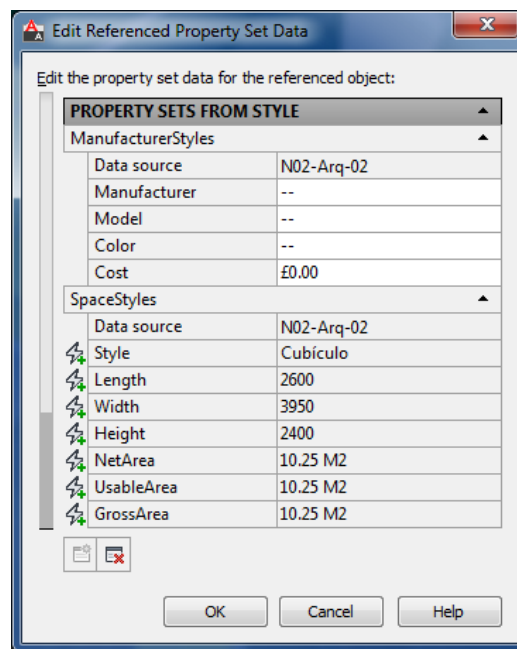 Edit Referenced Property Set Data
Edit the property set data for the referenced object:
PROPERTY SETS FROM STYLE
ManufacturerStyles
Data source N02-Arq-02
Manufacturer --
Model --
Color --
Cost £0.00
SpaceStyles
Data source N02-Arq-02
Style Cubículo
Length 2600
Width 3950
Height 2400
NetArea 10.25 M2
UsableArea 10.25 M2
GrossArea 10.25 M2
OK Cancel Help